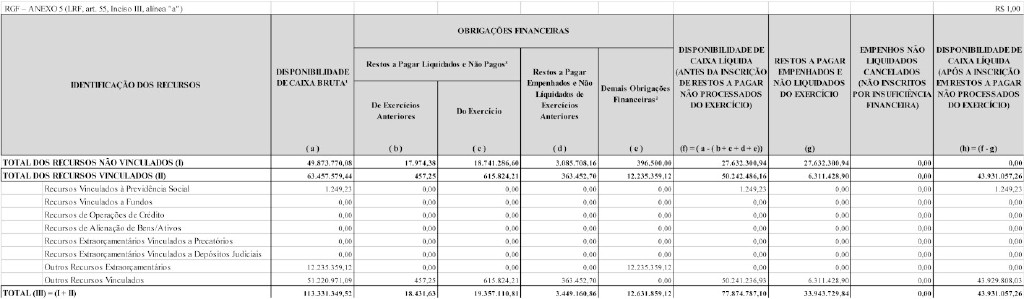 RGF – ANEXO 5 (LRF, art. 55, Inciso III, alínea "a") R$ 1,00
OBRIGAÇÕES FINANCEIRAS
IDENTIFICAÇÃO DOS RECURSOS
DISPONIBILIDADE
DE CAIXA BRUTA¹
( a )
Restos a Pagar Liquidados e Não Pagos²
De Exercícios
Anteriores
( b )
Do Exercício
( c )
Restos a Pagar
Empenhados e Não
Liquidados de
Exercícios
Anteriores
( d )
Demais Obrigações
Financeiras²
( e )
DISPONIBILIDADE DE
CAIXA LÍQUIDA
(ANTES DA INSCRIÇÃO
DE RESTOS A PAGAR
NÃO PROCESSADOS
DO EXERCÍCIO)
(f) = ( a - ( b + c + d + e))
RESTOS A PAGAR
EMPENHADOS E
NÃO LIQUIDADOS
DO EXERCÍCIO
(g)
EMPENHOS NÃO
LIQUIDADOS
CANCELADOS
(NÃO INSCRITOS
POR INSUFICIÊNCIA
FINANCEIRA)
DISPONIBILIDADE DE
CAIXA LÍQUIDA
(APÓS A INSCRIÇÃO
EM RESTOS A PAGAR
NÃO PROCESSADOS
DO EXERCÍCIO)
(h) = (f - g)
TOTAL DOS RECURSOS NÃO VINCULADOS (I) 49.873.770,08 17.974,38 18.741.286,60 3.085.708,16 396.500,00 27.632.300,94 27.632.300,94 0,00 0,00
TOTAL DOS RECURSOS VINCULADOS (II) 63.457.579,44 457,25 615.824,21 363.452,70 12.235.359,12 50.242.486,16 6.311.428,90 0,00 43.931.057,26
Recursos Vinculados à Previdência Social 1.249,23 0,00 0,00 0,00 0,00 1.249,23 0,00 0,00 1.249,23
Recursos Vinculados a Fundos 0,00 0,00 0,00 0,00 0,00 0,00 0,00 0,00 0,00
Recursos de Operações de Crédito 0,00 0,00 0,00 0,00 0,00 0,00 0,00 0,00 0,00
Recursos de Alienação de Bens/Ativos 0,00 0,00 0,00 0,00 0,00 0,00 0,00 0,00 0,00
Recursos Extraorçamentários Vinculados a Precatórios 0,00 0,00 0,00 0,00 0,00 0,00 0,00 0,00 0,00
Recursos Extraorçamentários Vinculados a Depósitos Judiciais 0,00 0,00 0,00 0,00 0,00 0,00 0,00 0,00 0,00
Outros Recursos Extraorçamentários 12.235.359,12 0,00 0,00 0,00 12.235.359,12 0,00 0,00 0,00 0,00
Outros Recursos Vinculados 51.220.971,09 457,25 615.824,21 363.452,70 0,00 50.241.236,93 6.311.428,90 0,00 43.929.808,03
TOTAL (III) = (I + II) 113.331.349,52 18.431,63 19.357.110,81 3.449.160,86 12.631.859,12 77.874.787,10 33.943.729,84 0,00 43.931.057,26